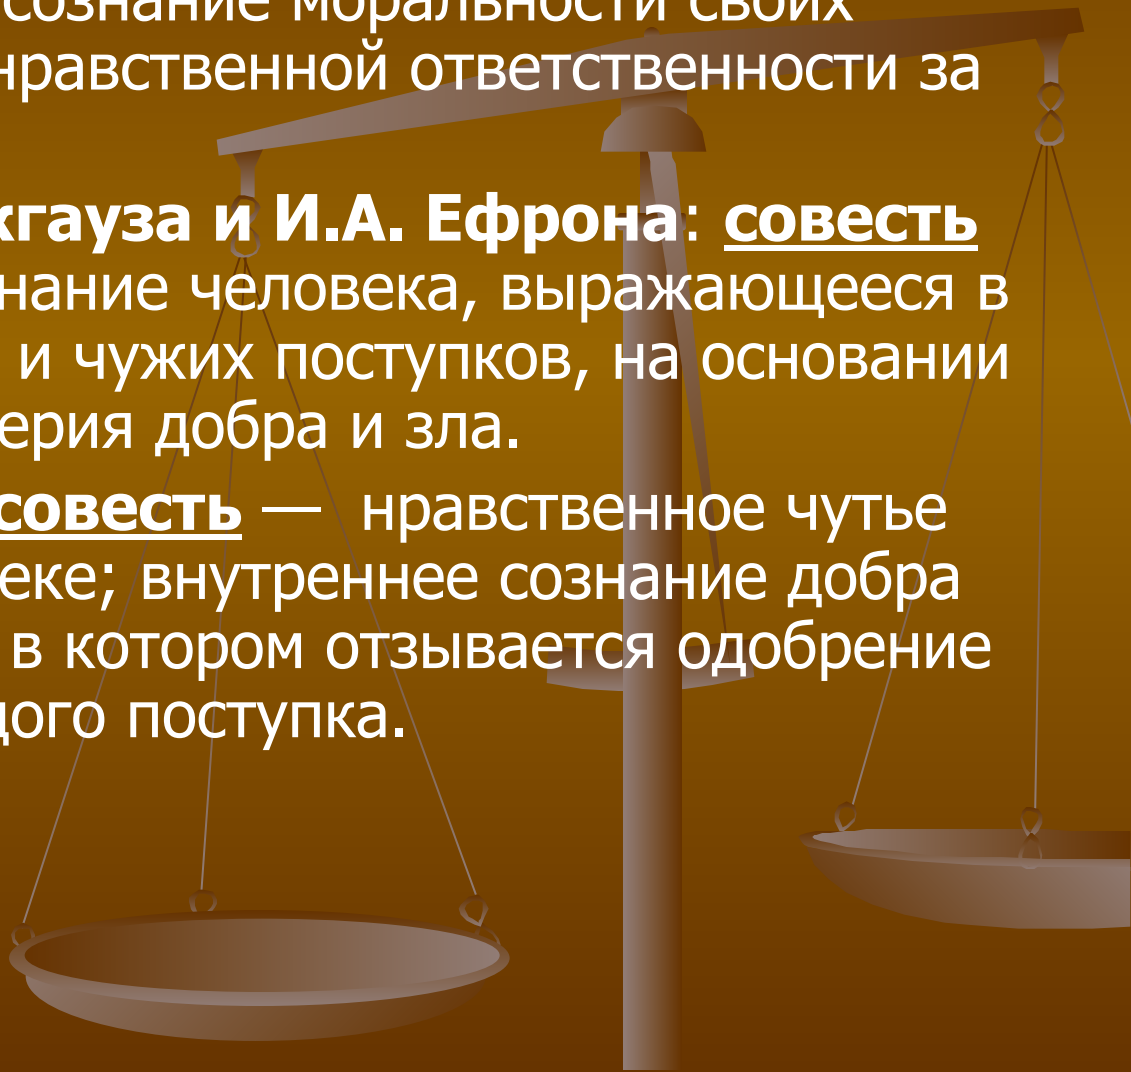 сознание моральности своих
нравственной ответственности за
кгауза и И.А. Ефрона: совесть
нание человека, выражающееся в
и чужих поступков, на основании
ерия добра и зла.
совесть — нравственное чутье
еке; внутреннее сознание добра
в котором отзывается одобрение
дого поступка.